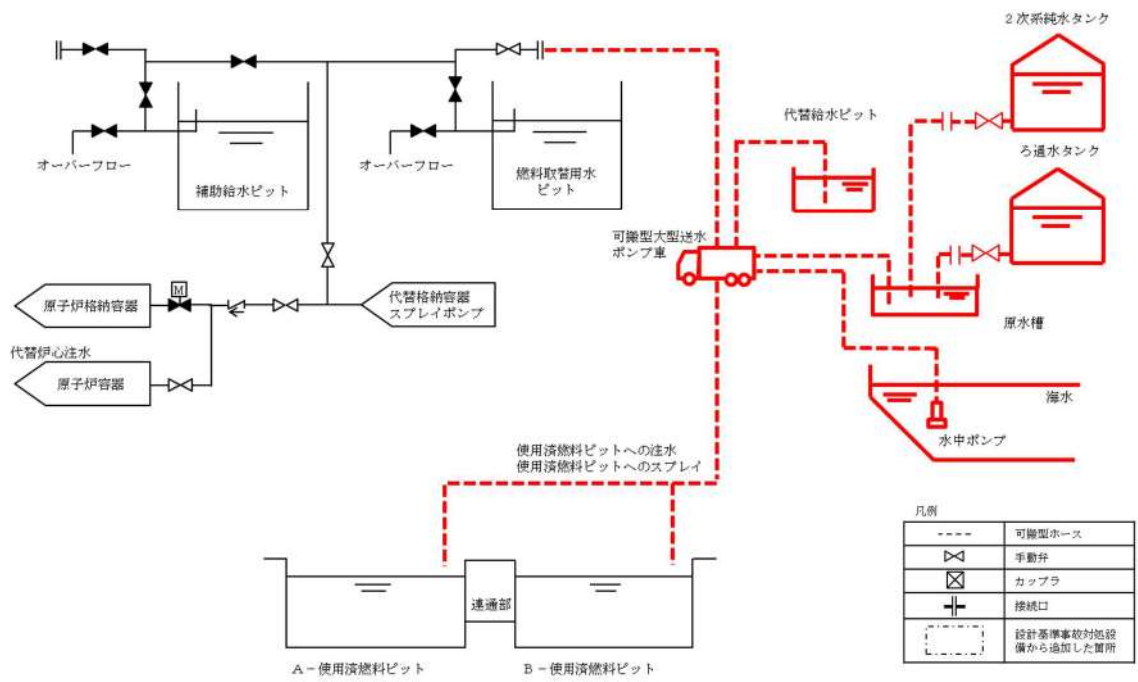 2次系純水タンク
代替給水ピット
ろ過水タンク
オーバーフロー
オーバーフロー
補助給水ピット
燃料取替用水
ピット
可搬型大型送水
ポンプ車
原子炉格納容器
M
代替格納容器
スプレイポンプ
原水槽
代替炉心注水
原子炉容器
海水
水中ポンプ
使用済燃料ピットへの注水
使用済燃料ピットへのスプレイ
連通部
A-使用済燃料ピット
B-使用済燃料ピット
凡例
可搬型ホース
手動弁
カップラ
接続口
設計基準事故対処設
備から追加した箇所